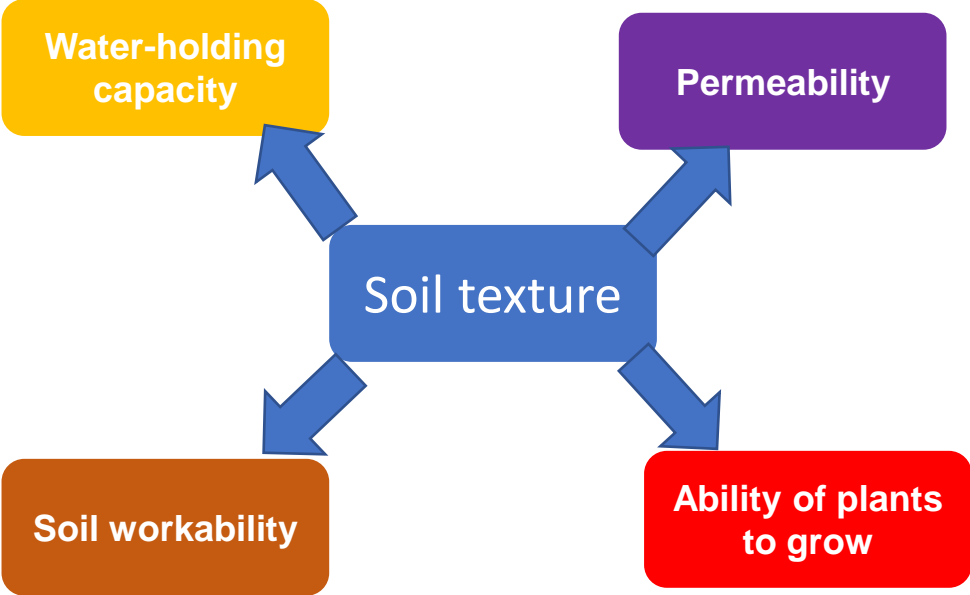 Water-holding
capacity
Permeability
Soil texture
Soil workability
Ability of plants
to grow